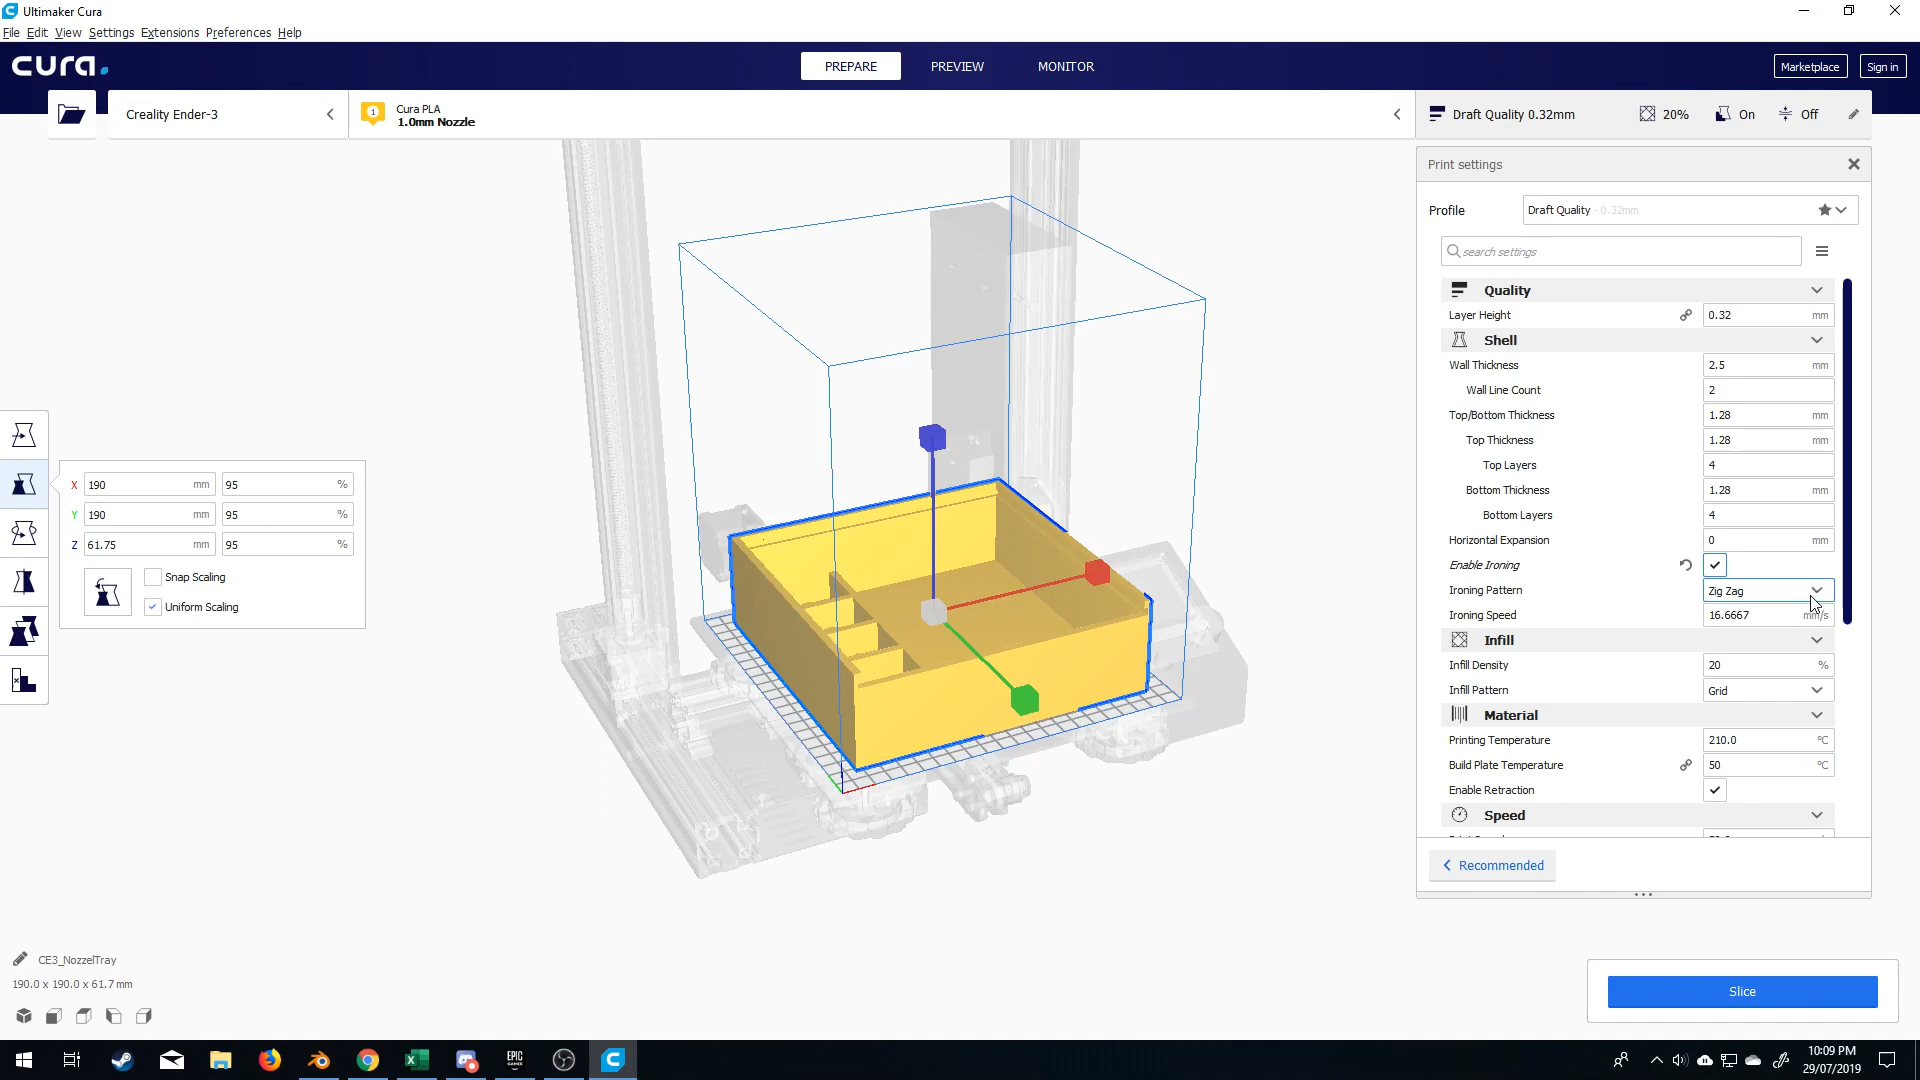 Ultimaker Cura
File Edit View Settings Extensions Preferences Help
cura.
PREPARE
PREVIEW
MONITOR
Marketplace
Sign in
Creality Ender-3
1
Cura PLA
1.0mm Nozzle
Draft Quality 0.32mm
20%
On
Off
Print settings
Profile
Draft Quality - 0.32mm
search settings
Quality
Layer Height 0.32 mm
Shell
Wall Thickness 2.5 mm
Wall Line Count 2
Top/Bottom Thickness 1.28 mm
Top Thickness 1.28 mm
Top Layers 4
Bottom Thickness 1.28 mm
Bottom Layers 4
Horizontal Expansion 0 mm
Enable Ironing
Ironing Pattern Zig Zag
Ironing Speed 16.6667 mm/s
Infill
Infill Density 20 %
Infill Pattern Grid
Material
Printing Temperature 210.0 °C
Build Plate Temperature 50 °C
Enable Retraction
Speed
Recommended
X 190 mm 95 %
Y 190 mm 95 %
Z 61.75 mm 95 %
Snap Scaling
Uniform Scaling
CE3_NozzelTray
190.0 x 190.0 x 61.7 mm
Slice
EPIC
GAMES
10:09 PM
29/07/2019